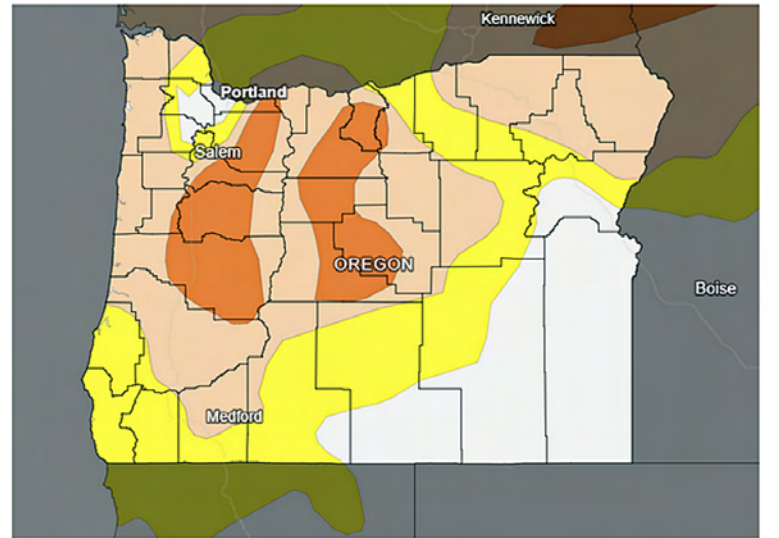 Kennewick
Portland
Salem
OREGON
Boise
Medford